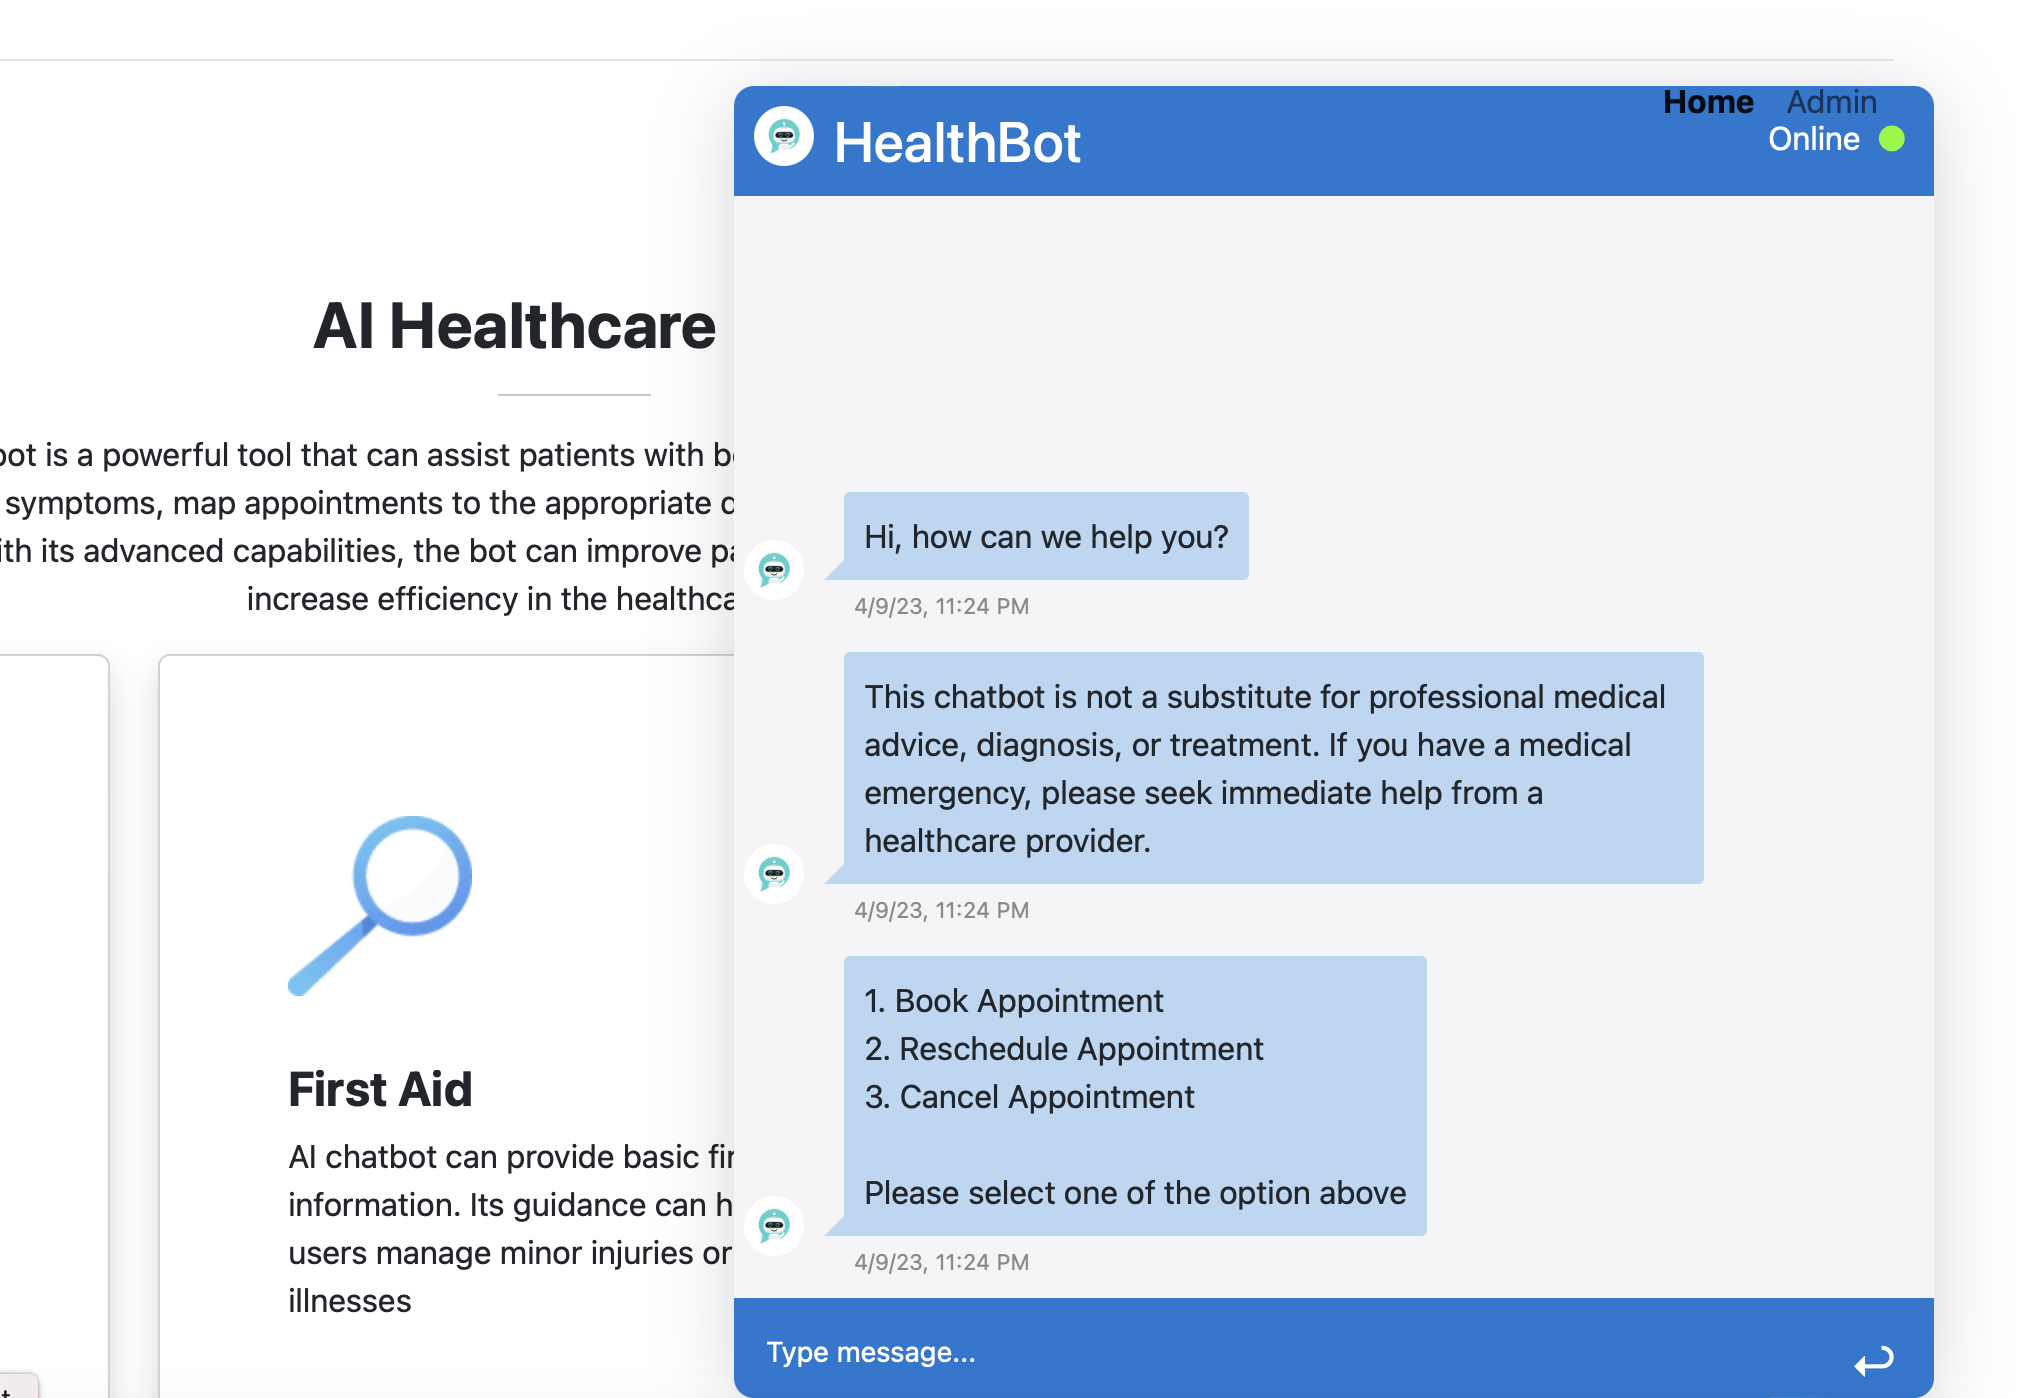 Home Admin
HealthBot
Online
AI Healthcare
is a powerful tool that can assist patients with
symptoms, map appointments to the appropriate
its advanced capabilities, the bot can improve
increase efficiency in the
First Aid
AI chatbot can provide basic
information. Its guidance can
users manage minor injuries or
illnesses
Hi, how can we help you?
4/9/23, 11:24 PM
This chatbot is not a substitute for professional medical
advice, diagnosis, or treatment. If you have a medical
emergency, please seek immediate help from a
healthcare provider.
4/9/23, 11:24 PM
1. Book Appointment
2. Reschedule Appointment
3. Cancel Appointment
Please select one of the option above
4/9/23, 11:24 PM
Type message...